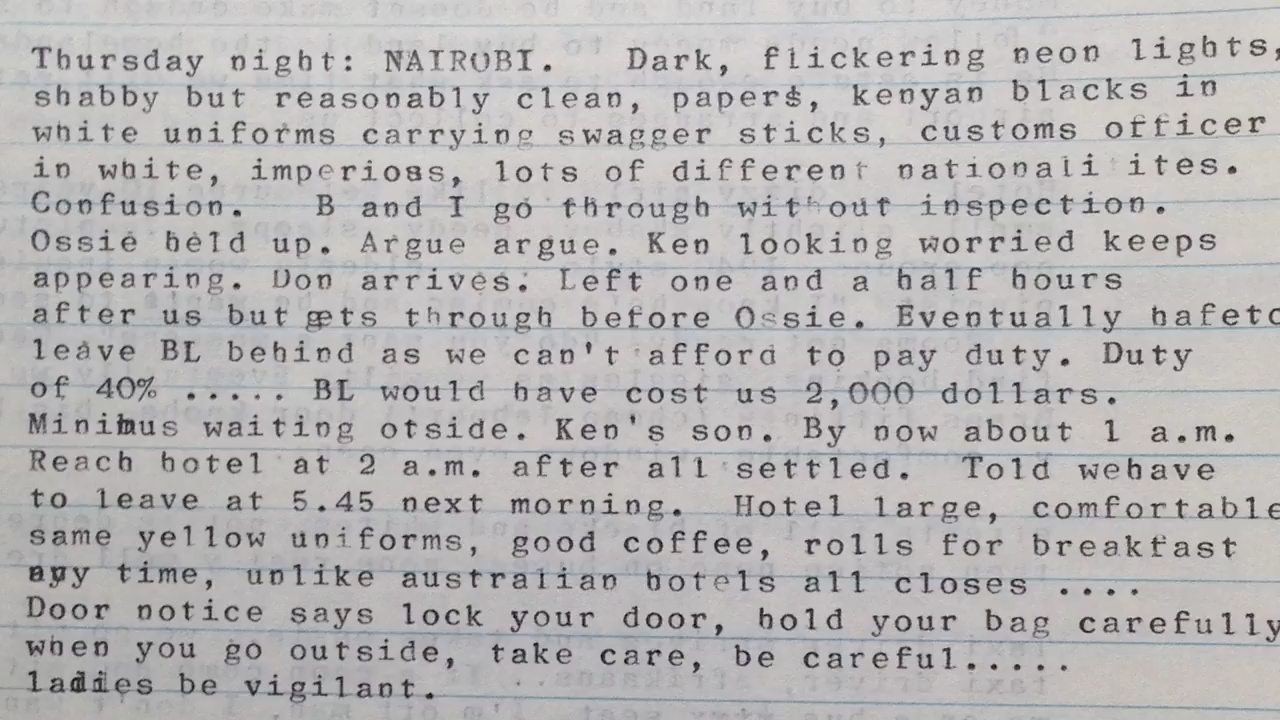 Thursday night: NAIROBI.   Dark, flickering neon lights,
shabby but reasonably clean, paper$, kenyan blacks in
white uniforms carrying swagger sticks, customs officer
in white, imperioss, lots of different nationali ites.
Confusion.   B and I go through without inspection.
Ossie held up. Argue argue. Ken looking worried keeps
appearing. Don arrives. Left one and a half hours
after us but gets through before Ossie. Eventually hafeto
leave BL behind as we can't afford to pay duty. Duty
of 40% ..... BL would have cost us 2,000 dollars.
Minimus waiting otside. Ken's son. By now about 1 a.m.
Reach hotel at 2 a.m. after all settled.  Told wehave
to leave at 5.45 next morning.  Hotel large, comfortable
same yellow uniforms, good coffee, rolls for breakfast
any time, unlike australian hotels all closes ....
Door notice says lock your door, hold your bag carefully
when you go outside, take care, be careful.....
ladies be vigilant.